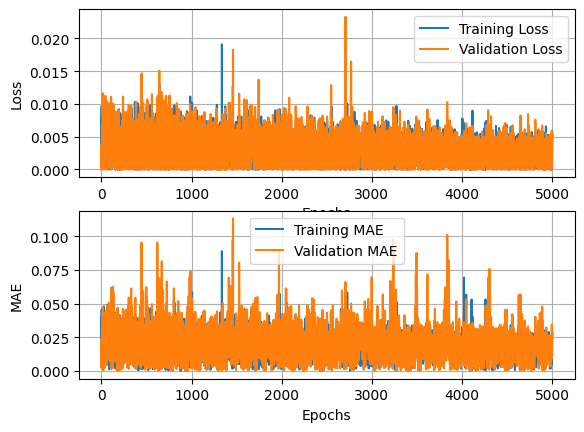 0.020
0.015
0.010
0.005
0.000
Loss
Training Loss
Validation Loss
0 1000 2000 3000 4000 5000
Epochs
0.100
0.075
0.050
0.025
0.000
MAE
Training MAE
Validation MAE
0 1000 2000 3000 4000 5000
Epochs